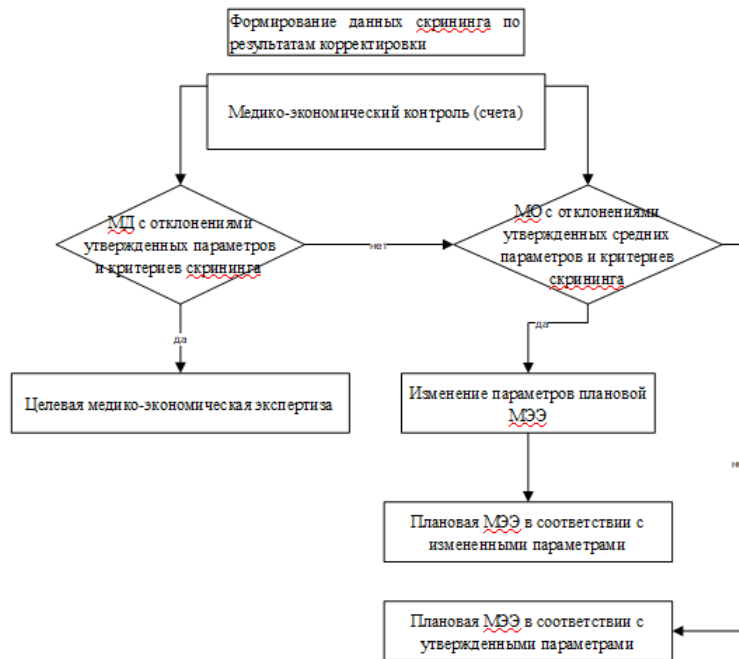 Формирование данных скрининга по
результатам корректировки
Медико-экономический контроль (счета)
МД с отклонениями
утвержденных параметров
и критериев скрининга
нет
МО с отклонениями
утвержденных средних
параметров и критериев
скрининга
да
да
Целевая медико-экономическая экспертиза
Изменение параметров плановой
МЭЭ
Плановая МЭЭ в соответствии с
измененными параметрами
Плановая МЭЭ в соответствии с
утвержденными параметрами